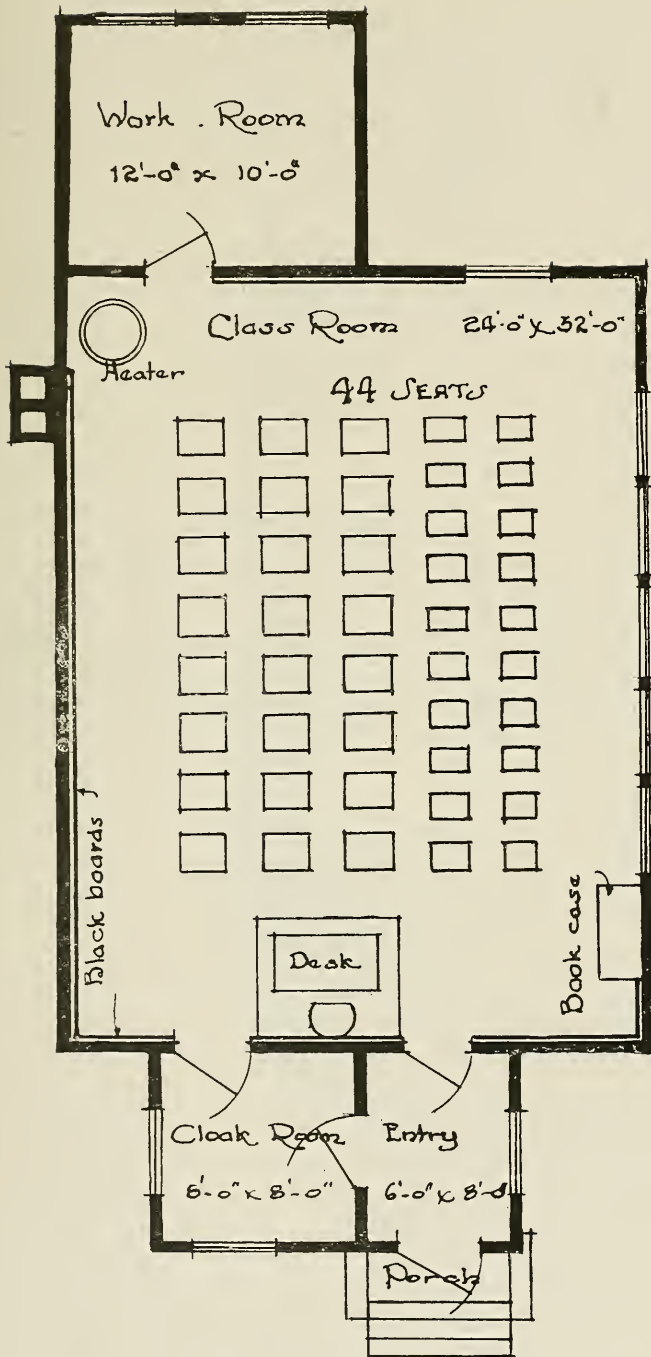 Work . Room
12'-0" x 10'-0"
Class Room 24'-0" x 32'-0"
Heater
44 SEATS
Black boards
Book case
Desk
Cloak Room Entry
8'-0" x 8'-0" 6'-0" x 8'-0
Porch